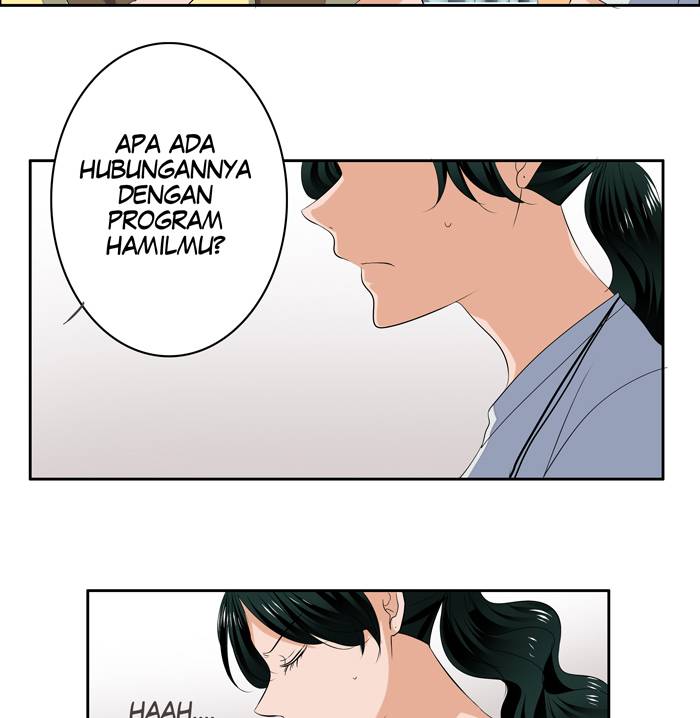 APA ADA
HUBUNGANNYA
DENGAN
PROGRAM
HAMILMU?
HAAH....